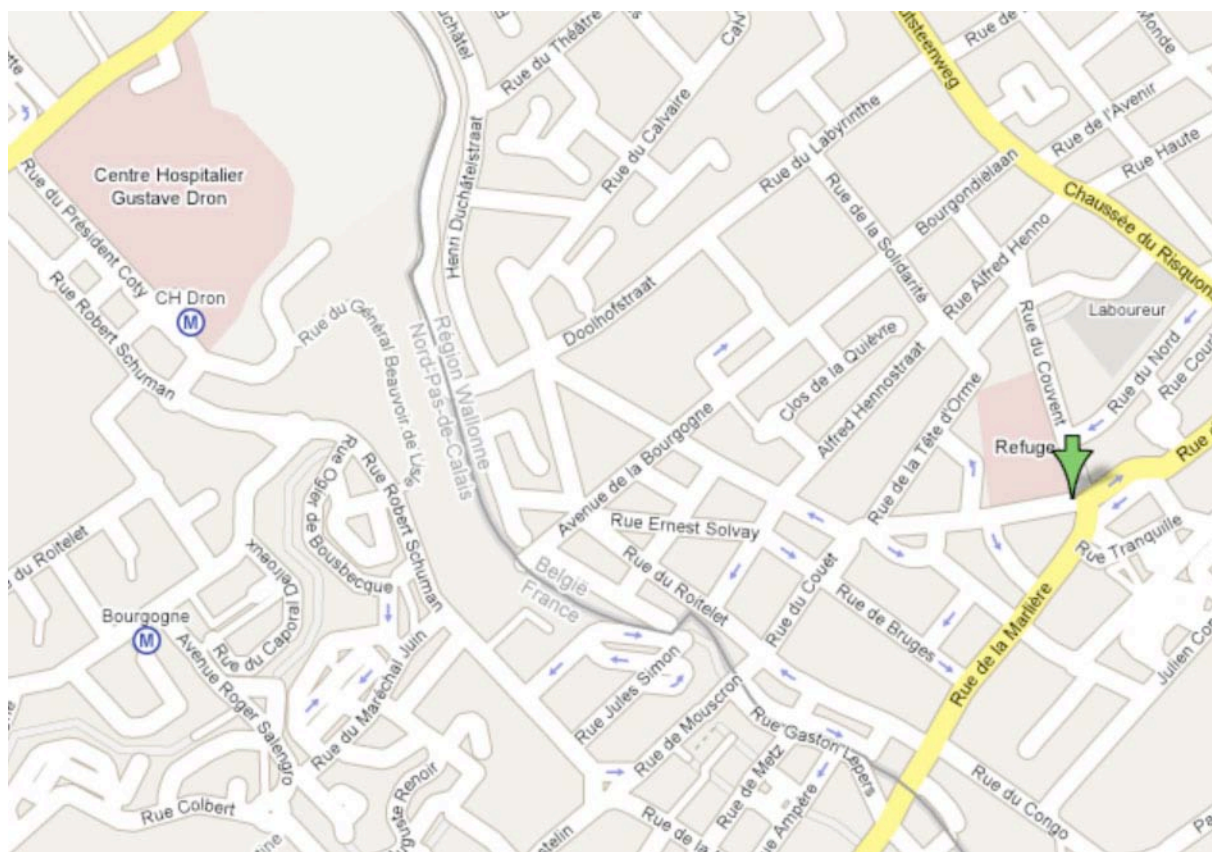 Rue du Théâtre
Rue du Calvaire
Rue du Labyrinthe
Rue de l'Avenir
Rue Haute
Monde
Chaussée du Risquons
Bourgondiëlaan
Rue de la Solidarité
Rue Alfred Henno
Henri Duchâtelstraat
Centre Hospitalier
Gustave Dron
Rue du Président Coty
CH Dron
M
Rue Robert Schuman
Rue du Général Beauvoir de Lisle
Région Wallonne
Nord-Pas-de-Calais
Doolhofstraat
Laboureur
Rue du Couvent
Rue du Nord
Clos de la Quièvre
Alfred Hennostraat
Rue de la Tête d'Orme
Avenue de la Bourgogne
Refuge
Rue Ernest Solvay
Rue Tranquille
Rue Ogier de Bousbecque
Rue Robert Schuman
België
France
Rue du Roitelet
Rue du Couët
Rue de Bruges
Rue de la Marlière
du Roitelet
Bourgogne
M
Rue du Caporal Dailleux
Avenue Roger Salengro
Rue du Maréchal Juin
Rue Jules Simon
Rue de Mouscron
Rue Gaston Lepers
Rue de Metz
Rue Ampère
Rue du Congo
Rue Colbert
Renoir
Rue de la